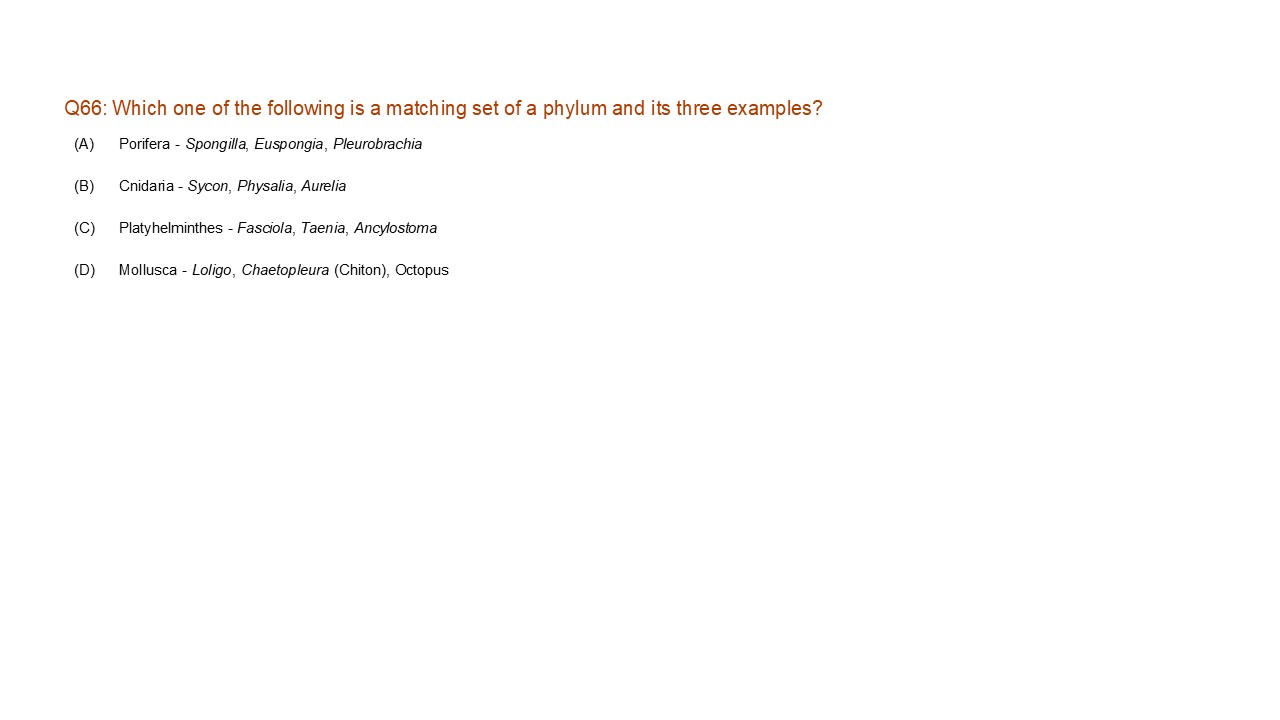 Q66: Which one of the following is a matching set of a phylum and its three examples?
(A) Porifera - Spongilla, Euspongia, Pleurobrachia
(B) Cnidaria - Sycon, Physalia, Aurelia
(C) Platyhelminthes - Fasciola, Taenia, Ancylostoma
(D) Mollusca - Loligo, Chaetopleura (Chiton), Octopus